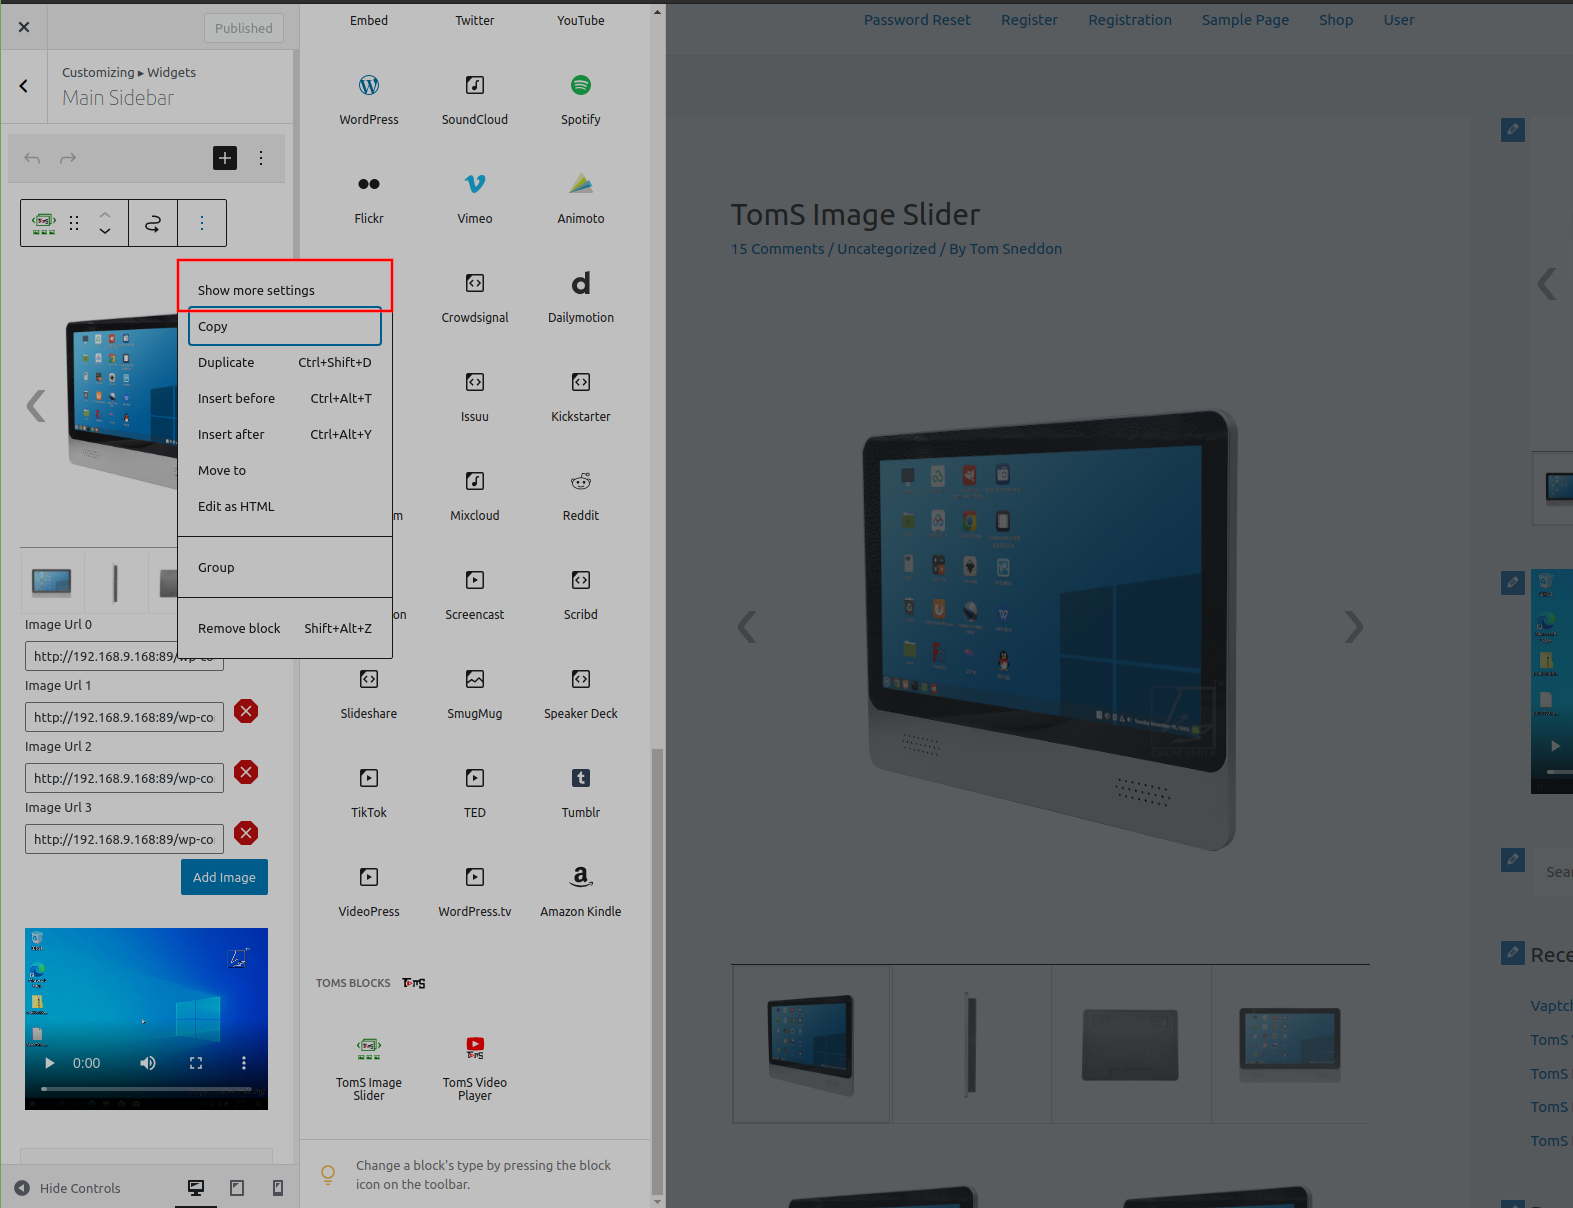 Published
Customizing ▸ Widgets
Main Sidebar
Show more settings
Copy
Duplicate Ctrl+Shift+D
Insert before Ctrl+Alt+T
Insert after Ctrl+Alt+Y
Move to
Edit as HTML
Group
Remove block Shift+Alt+Z
Image Url 0
http://192.168.9.168:89/wp-co
Image Url 1
http://192.168.9.168:89/wp-co
Image Url 2
http://192.168.9.168:89/wp-co
Image Url 3
http://192.168.9.168:89/wp-co
Add Image
0:00
Hide Controls
Embed Twitter YouTube
WordPress SoundCloud Spotify
Flickr Vimeo Animoto
Crowdsignal Dailymotion
Issuu Kickstarter
m Mixcloud Reddit
on Screencast Scribd
Slideshare SmugMug Speaker Deck
TikTok TED Tumblr
VideoPress WordPress.tv Amazon Kindle
TOMS BLOCKS TomS
TomS Image Slider
TomS Video Player
Change a block's type by pressing the block
icon on the toolbar.
Password Reset Register Registration Sample Page Shop User
TomS Image Slider
15 Comments / Uncategorized / By Tom Sneddon
Sea
Rece
Vaptc
TomS
TomS
TomS
TomS